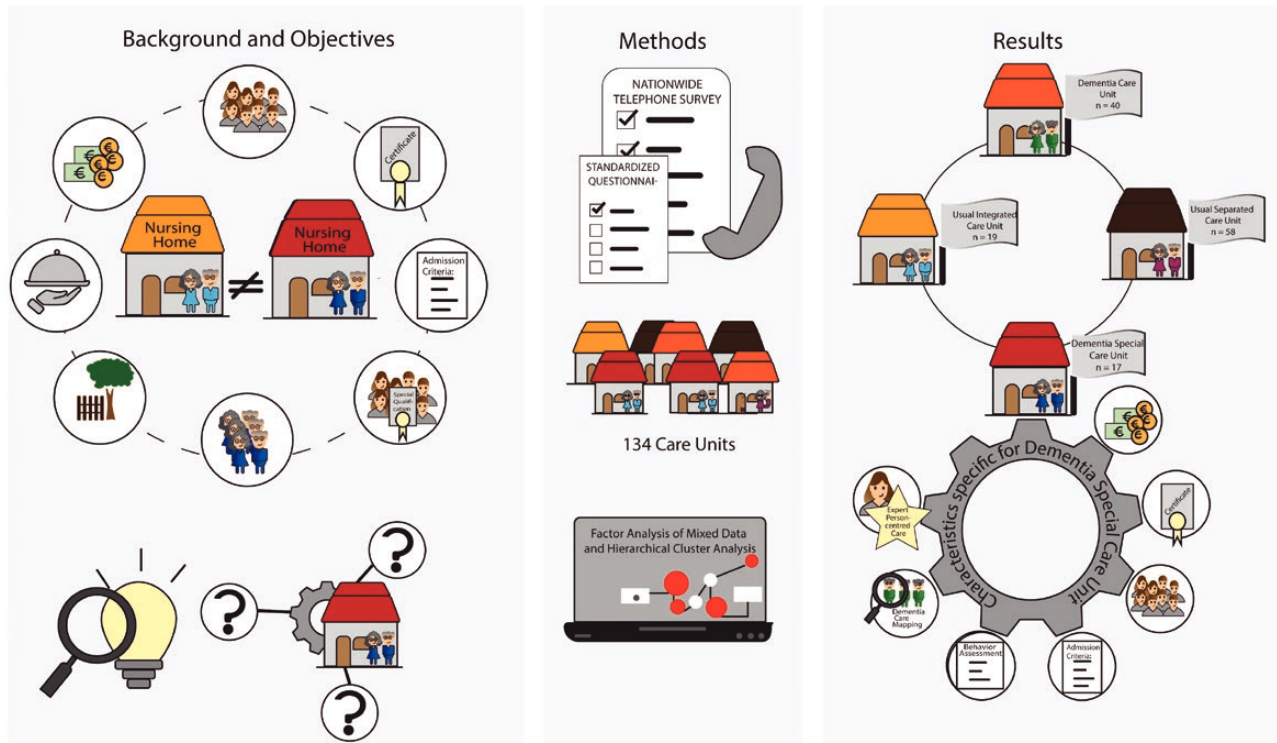 Background and Objectives
Certificate
€
€
€
€
€
Nursing
Home
≠
Nursing
Home
Admission
Criteria:
Special
Qualifi-
cation
?
?
?
Methods
NATIONWIDE
TELEPHONE SURVEY
STANDARDIZED
QUESTIONNAI-
134 Care Units
Factor Analysis of Mixed Data
and Hierarchical Cluster Analysis
Results
Dementia Care
Unit
n = 40
Usual Integrated
Care Unit
n = 19
Usual Separated
Care Unit
n = 58
Dementia Special
Care Unit
n = 17
Characteristics specific for Dementia Special Care Unit
€
€
€
€
€
Certificate
Expert
Person-
centred
Care
Dementia
Care
Mapping
Behavior
Assessment
Admission
Criteria: